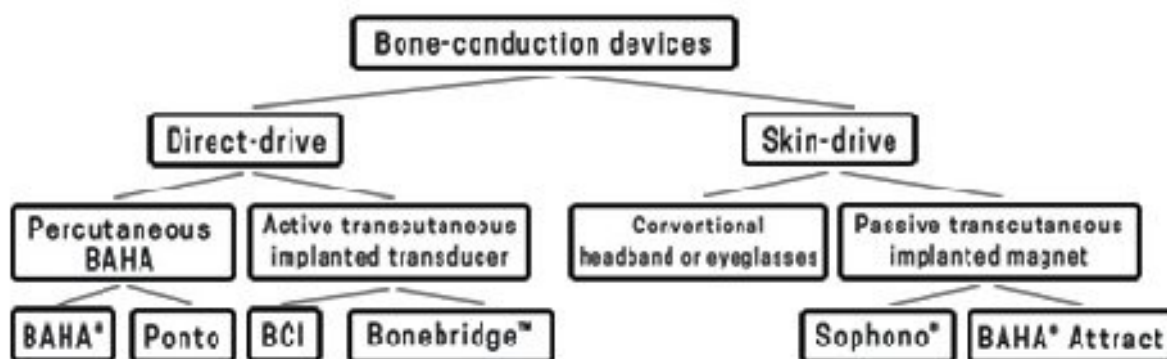 Bone-conduction devices
Direct-drive
Skin-drive
Percutaneous
BAHA
Active transcutaneous
implanted transducer
Conventional
headband or eyeglasses
Passive transcutaneous
implanted magnet
BAHA®
Ponto
BCI
Bonebridge™
Sophono®
BAHA® Attract